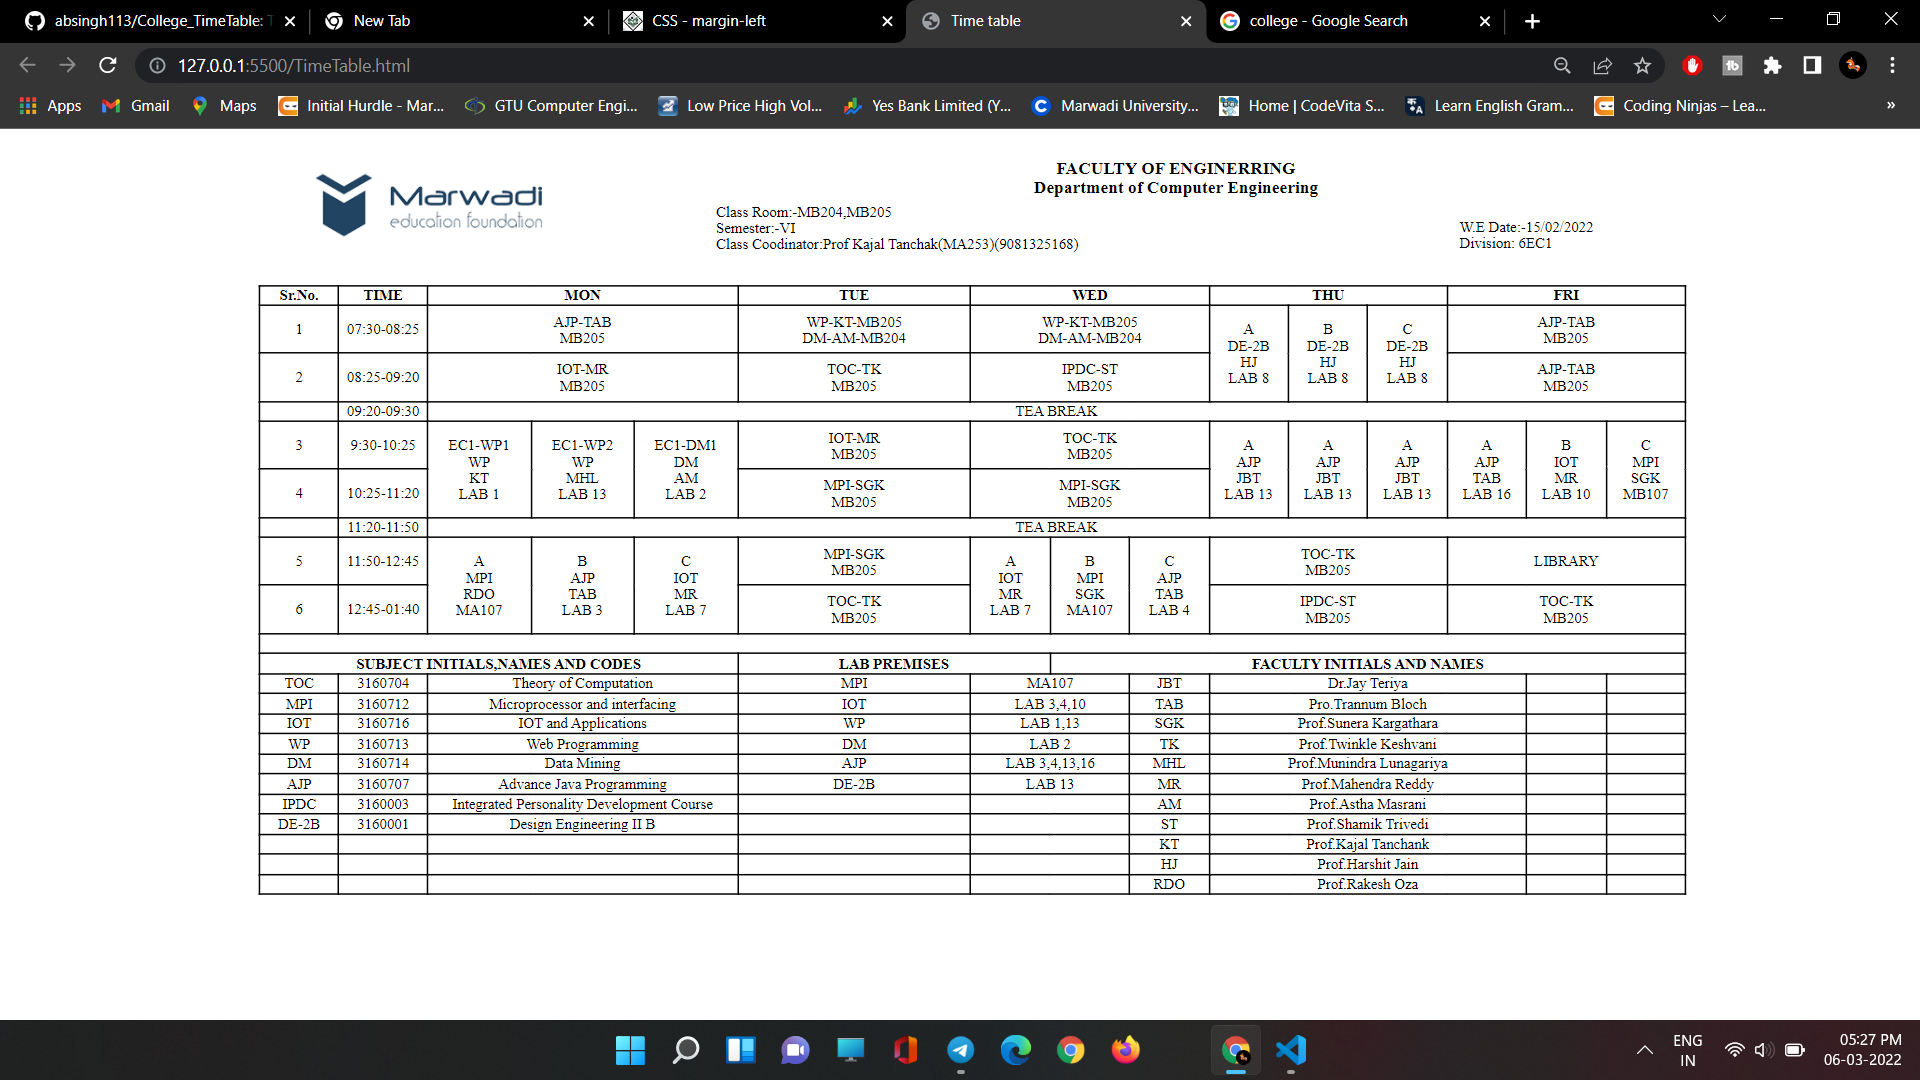 absingh113/College_TimeTable: T
New Tab
CSS - margin-left
Time table
college - Google Search
127.0.0.1:5500/TimeTable.html
Apps
Gmail
Maps
Initial Hurdle - Mar...
GTU Computer Engi...
Low Price High Vol...
Yes Bank Limited (Y...
Marwadi University...
Home | CodeVita S...
Learn English Gram...
Coding Ninjas – Lea...
»
Marwadi
education foundation
FACULTY OF ENGINERRING
Department of Computer Engineering
Class Room:-MB204,MB205
Semester:-VI
Class Coodinator:Prof Kajal Tanchak(MA253)(9081325168)
W.E Date:-15/02/2022
Division: 6EC1
Sr.No. TIME MON TUE WED THU FRI
1 07:30-08:25
AJP-TAB
MB205
WP-KT-MB205
DM-AM-MB204
WP-KT-MB205
DM-AM-MB204
A
DE-2B
HJ
LAB 8
B
DE-2B
HJ
LAB 8
C
DE-2B
HJ
LAB 8
AJP-TAB
MB205
2 08:25-09:20
IOT-MR
MB205
TOC-TK
MB205
IPDC-ST
MB205
AJP-TAB
MB205
09:20-09:30 TEA BREAK
3 9:30-10:25
EC1-WP1
WP
KT
LAB 1
EC1-WP2
WP
MHL
LAB 13
EC1-DM1
DM
AM
LAB 2
IOT-MR
MB205
TOC-TK
MB205
A
AJP
JBT
LAB 13
A
AJP
JBT
LAB 13
A
AJP
JBT
LAB 13
A
AJP
TAB
LAB 16
B
IOT
MR
LAB 10
C
MPI
SGK
MB107
4 10:25-11:20
MPI-SGK
MB205
MPI-SGK
MB205
11:20-11:50 TEA BREAK
5 11:50-12:45
A
MPI
RDO
MA107
B
AJP
TAB
LAB 3
C
IOT
MR
LAB 7
MPI-SGK
MB205
A
IOT
MR
LAB 7
B
MPI
SGK
MA107
C
AJP
TAB
LAB 4
TOC-TK
MB205
LIBRARY
6 12:45-01:40
TOC-TK
MB205
IPDC-ST
MB205
TOC-TK
MB205
SUBJECT INITIALS,NAMES AND CODES LAB PREMISES FACULTY INITIALS AND NAMES
TOC 3160704 Theory of Computation MPI MA107 JBT Dr.Jay Teriya
MPI 3160712 Microprocessor and interfacing IOT LAB 3,4,10 TAB Pro.Trannum Bloch
IOT 3160716 IOT and Applications WP LAB 1,13 SGK Prof.Sunera Kargathara
WP 3160713 Web Programming DM LAB 2 TK Prof.Twinkle Keshvani
DM 3160714 Data Mining AJP LAB 3,4,13,16 MHL Prof.Munindra Lunagariya
AJP 3160707 Advance Java Programming DE-2B LAB 13 MR Prof.Mahendra Reddy
IPDC 3160003 Integrated Personality Development Course AM Prof.Astha Masrani
DE-2B 3160001 Design Engineering II B ST Prof.Shamik Trivedi
KT Prof.Kajal Tanchank
HJ Prof.Harshit Jain
RDO Prof.Rakesh Oza
ENG
IN
05:27 PM
06-03-2022